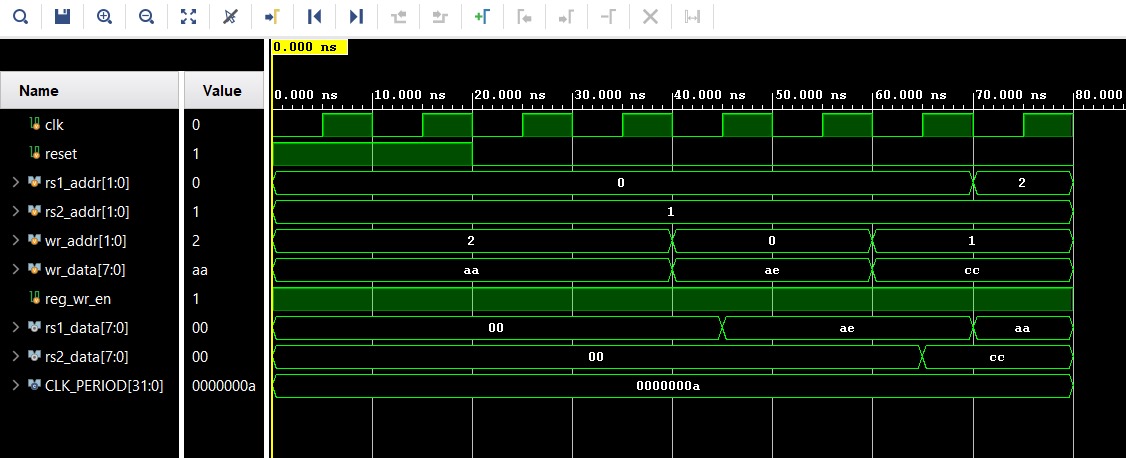 0.000 ns
Name Value 0.000 ns 10.000 ns 20.000 ns 30.000 ns 40.000 ns 50.000 ns 60.000 ns 70.000 ns 80.000
clk 0
reset 1
rs1_addr[1:0] 0 0 2
rs2_addr[1:0] 1 1
wr_addr[1:0] 2 2 0 1
wr_data[7:0] aa aa ae cc
reg_wr_en 1
rs1_data[7:0] 00 00 ae aa
rs2_data[7:0] 00 00 cc
CLK_PERIOD[31:0] 0000000a 0000000a